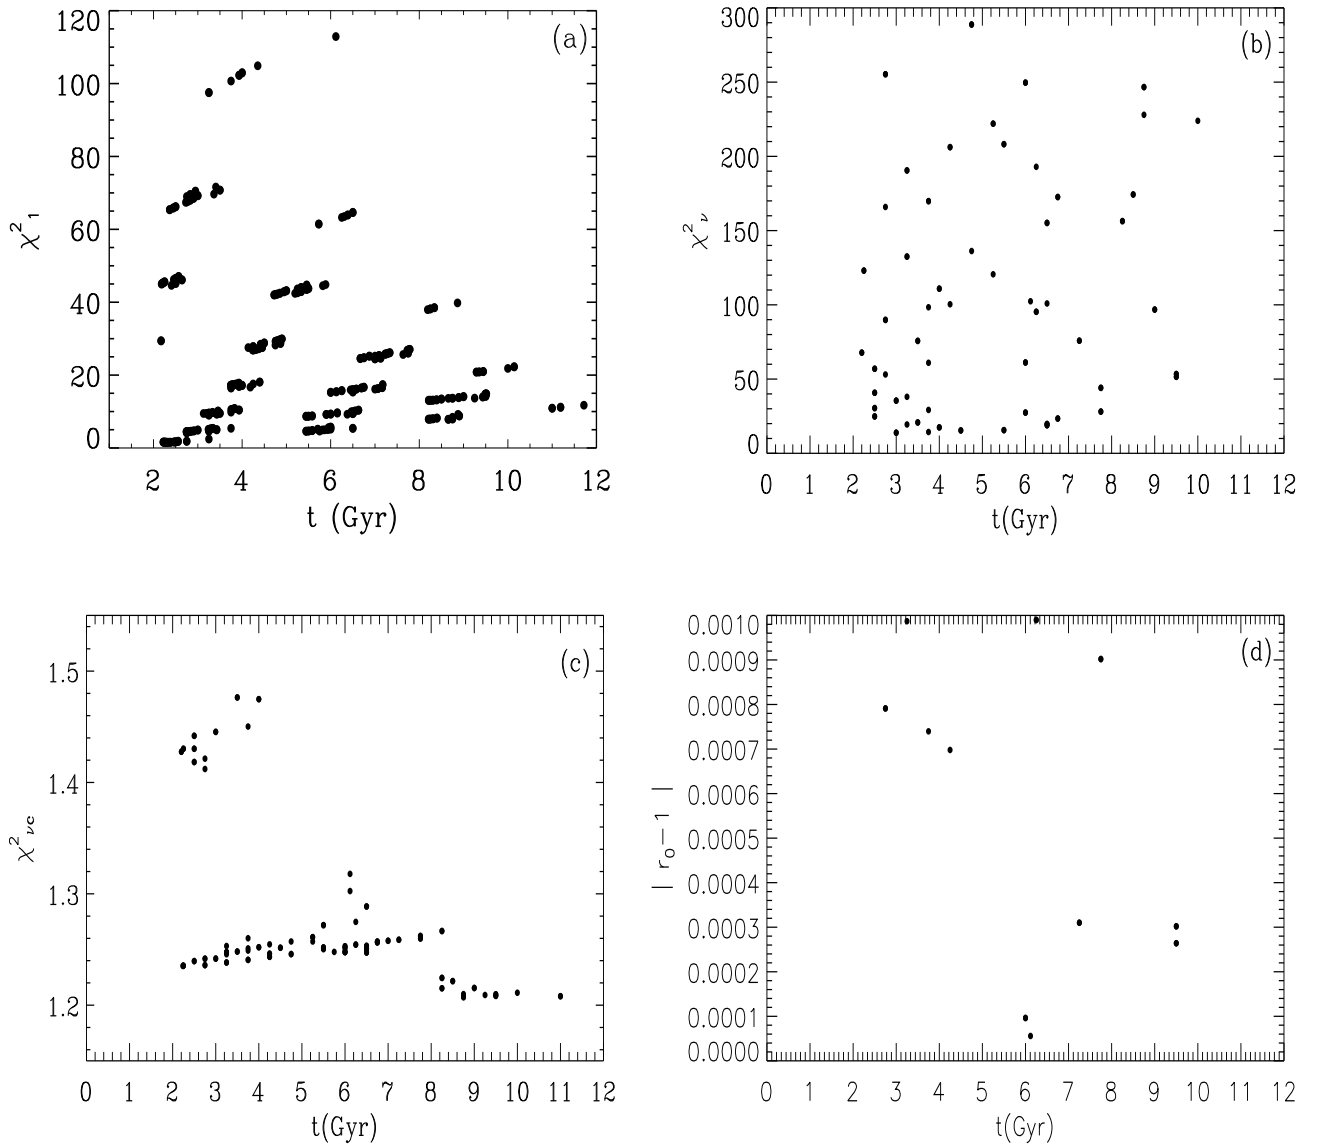 (a)
120
100
80
60
40
20
0
χ²₁
2 4 6 8 10 12
t (Gyr)
(b)
300
250
200
150
100
50
0
χ²ᵥ
0 1 2 3 4 5 6 7 8 9 10 11 12
t(Gyr)
(c)
1.5
1.4
1.3
1.2
χ²νc
0 1 2 3 4 5 6 7 8 9 10 11 12
t(Gyr)
(d)
0.0010
0.0009
0.0008
0.0007
0.0006
0.0005
0.0004
0.0003
0.0002
0.0001
0.0000
| r₀−1 |
0 1 2 3 4 5 6 7 8 9 10 11 12
t(Gyr)